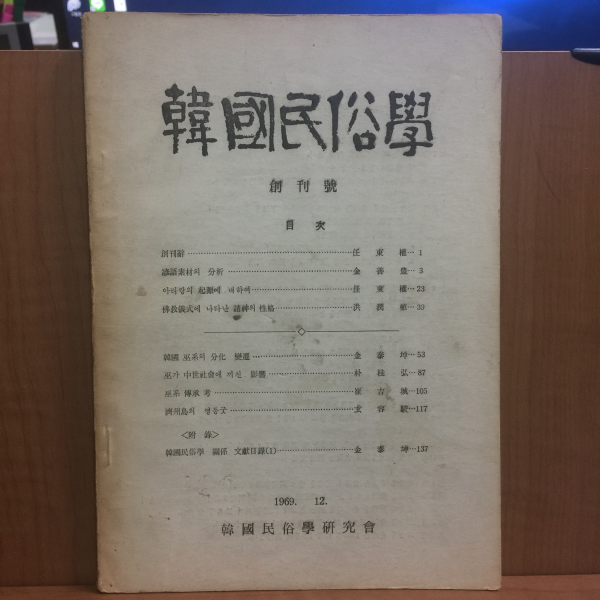 韓國民俗學
創刊號
目次
創刊辭 任東權 1
諺語素材의 分析 金善豊 3
아리랑의 起源에 대하여 任東權 23
佛敎儀式에 나타난 諸神의 性格 洪潤植 39
韓國 巫系의 分化 變遷 金泰坤 53
巫가 中世社會에 끼친 影響 朴桂弘 87
巫系 傳承 考 崔吉城 105
濟州島의 영등굿 玄容駿 117
<附錄>
韓國民俗學 關係 文獻目錄(1) 金泰坤 137
1969. 12.
韓國民俗學硏究會